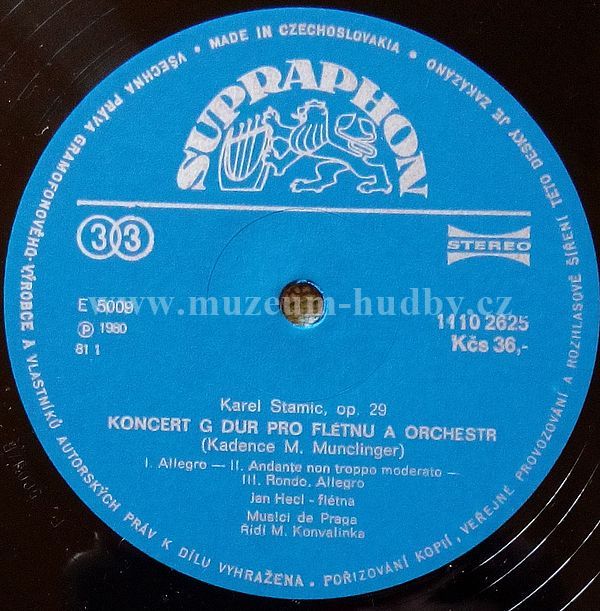 VŠECHNA PRÁVA GRAMOFONOVÉHO VÝROBCE A VLASTNÍKŮ AUTORSKÝCH PRÁV K DÍLU VYHRAŽENA. POŘIZOVÁNÍ KOPIÍ, VEŘEJNÉ PROVOZOVÁNÍ A ROZHLASOVÉ ŠÍŘENÍ TÉTO DESKY JE ZAKÁZÁNO • MADE IN CZECHOSLOVAKIA •
SUPRAPHON
33
STEREO
E 5009
www.muzeum-hudby.cz
℗ 1980
1110 2625
81 1
Kčs 36,-
Karel Stamic, op. 29
KONCERT G DUR PRO FLÉTNU A ORCHESTR
(Kadence M. Munclinger)
I. Allegro — II. Andante non troppo moderato —
III. Rondo. Allegro
Jan Hecl - flétna
Musici de Praga
Řídí M. Konvalinka